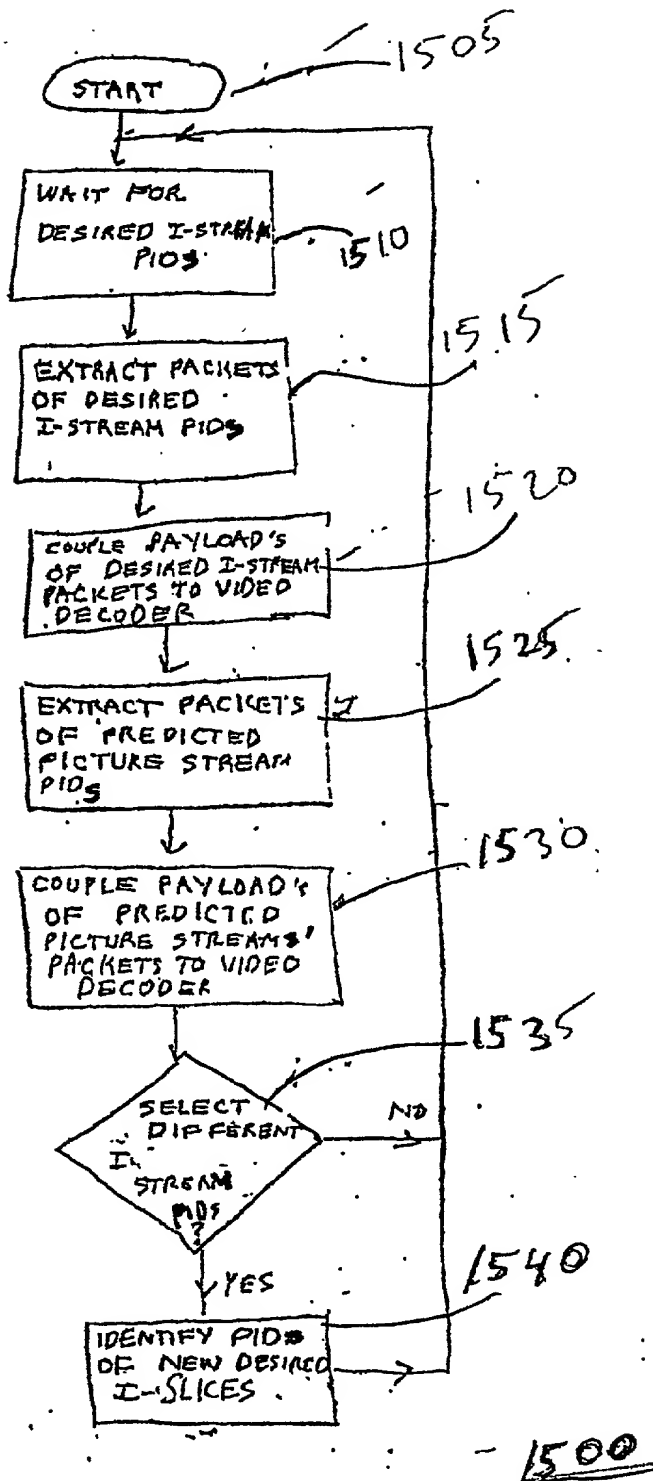 1505
START
WAIT FOR
DESIRED I-STREAM
PIDS
1510
1515
EXTRACT PACKETS
OF DESIRED
I-STREAM PIDS
1520
COUPLE PAYLOAD'S
OF DESIRED I-STREAM
PACKETS TO VIDEO
DECODER
1525
EXTRACT PACKETS
OF PREDICTED
PICTURE STREAM
PIDS
1530
COUPLE PAYLOAD'S
OF PREDICTED
PICTURE STREAMS'
PACKETS TO VIDEO
DECODER
1535
SELECT
DIFFERENT
I-
STREAM
PIDS
?
NO
YES
1540
IDENTIFY PIDS
OF NEW DESIRED
I-SLICES
1500